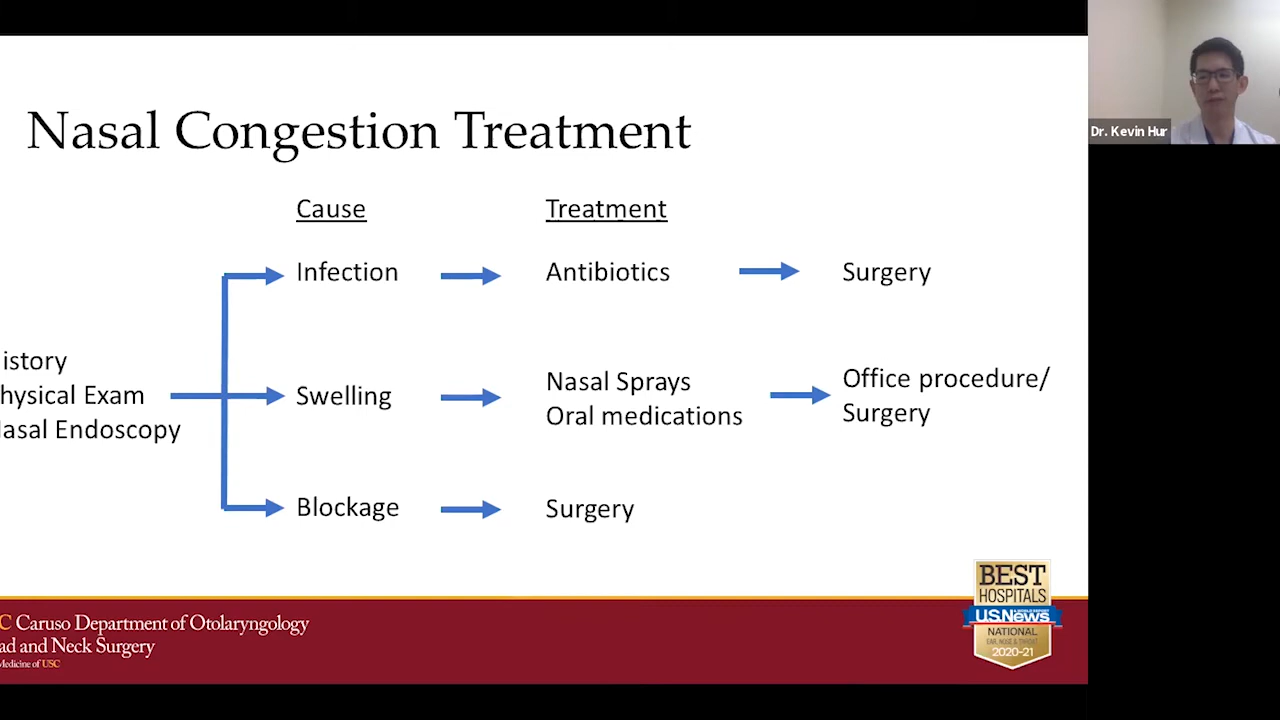 Nasal Congestion Treatment
Cause
Treatment
Infection
Antibiotics
Surgery
istory
hysical Exam
asal Endoscopy
Swelling
Nasal Sprays
Oral medications
Office procedure/
Surgery
Blockage
Surgery
C Caruso Department of Otolaryngology
ad and Neck Surgery
Medicine of USC
BEST
HOSPITALS
U.S.News
NATIONAL
EAR, NOSE & THROAT
2020-21
Dr. Kevin Hur